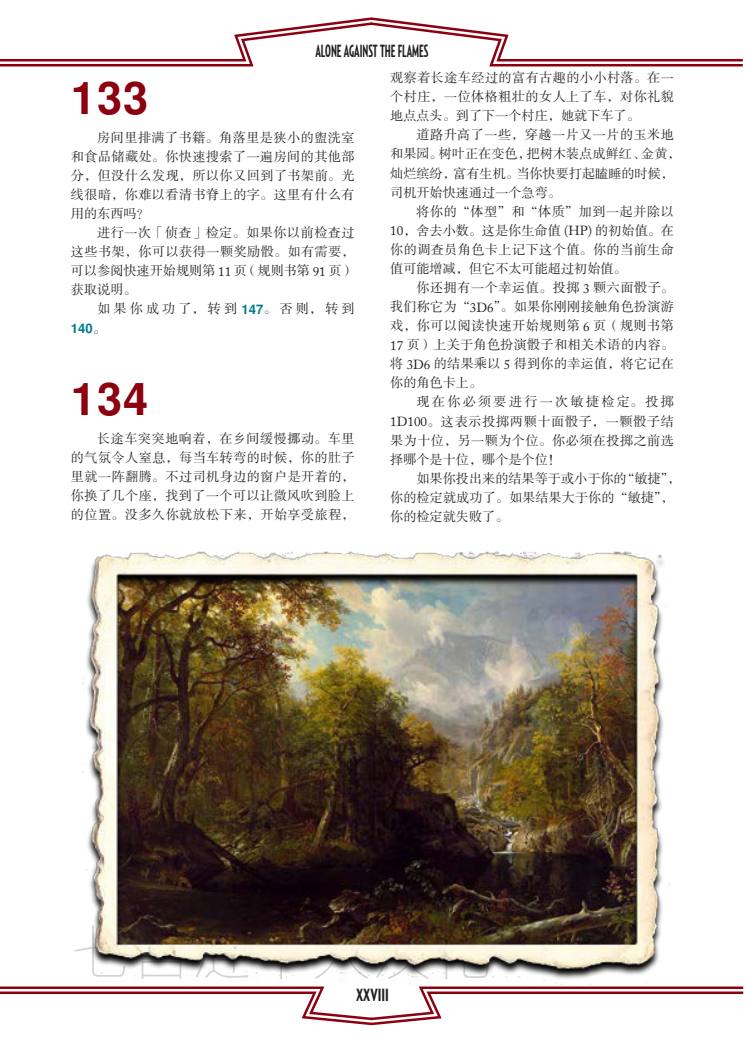 ALONE AGAINST THE FLAMES
133
房间里排满了书籍。角落里是狭小的盥洗室
和食品储藏处。你快速搜索了一遍房间的其他部
分，但没什么发现，所以你又回到了书架前。光
线很暗，你难以看清书脊上的字。这里有什么有
用的东西吗？
进行一次「侦查」检定。如果你以前检查过
这些书架，你可以获得一颗奖励骰。如有需要，
可以参阅快速开始规则第 11 页（规则书第 91 页）
获取说明。
如果你成功了，转到 147。否则，转到
140。
134
长途车突突地响着，在乡间缓慢挪动。车里
的气氛令人窒息，每当车转弯的时候，你的肚子
里就一阵翻腾。不过司机身边的窗户是开着的，
你换了几个座，找到了一个可以让微风吹到脸上
的位置。没多久你就放松下来，开始享受旅程，
观察着长途车经过的富有古趣的小小村落。在一
个村庄，一位体格粗壮的女人上了车，对你礼貌
地点点头。到了下一个村庄，她就下车了。
道路升高了一些，穿越一片又一片的玉米地
和果园。树叶正在变色，把树木装点成鲜红、金黄，
灿烂缤纷，富有生机。当你快要打起瞌睡的时候，
司机开始快速通过一个急弯。
将你的“体型”和“体质”加到一起并除以
10，舍去小数。这是你生命值 (HP) 的初始值。在
你的调查员角色卡上记下这个值。你的当前生命
值可能增减，但它不太可能超过初始值。
你还拥有一个幸运值。投掷 3 颗六面骰子。
我们称它为“3D6”。如果你刚刚接触角色扮演游
戏，你可以阅读快速开始规则第 6 页（规则书第
17 页）上关于角色扮演骰子和相关术语的内容。
将 3D6 的结果乘以 5 得到你的幸运值，将它记在
你的角色卡上。
现在你必须要进行一次敏捷检定。投掷
1D100。这表示投掷两颗十面骰子，一颗骰子结
果为十位，另一颗为个位。你必须在投掷之前选
择哪个是十位，哪个是个位！
如果你投出来的结果等于或小于你的“敏捷”，
你的检定就成功了。如果结果大于你的“敏捷”，
你的检定就失败了。
XXVIII